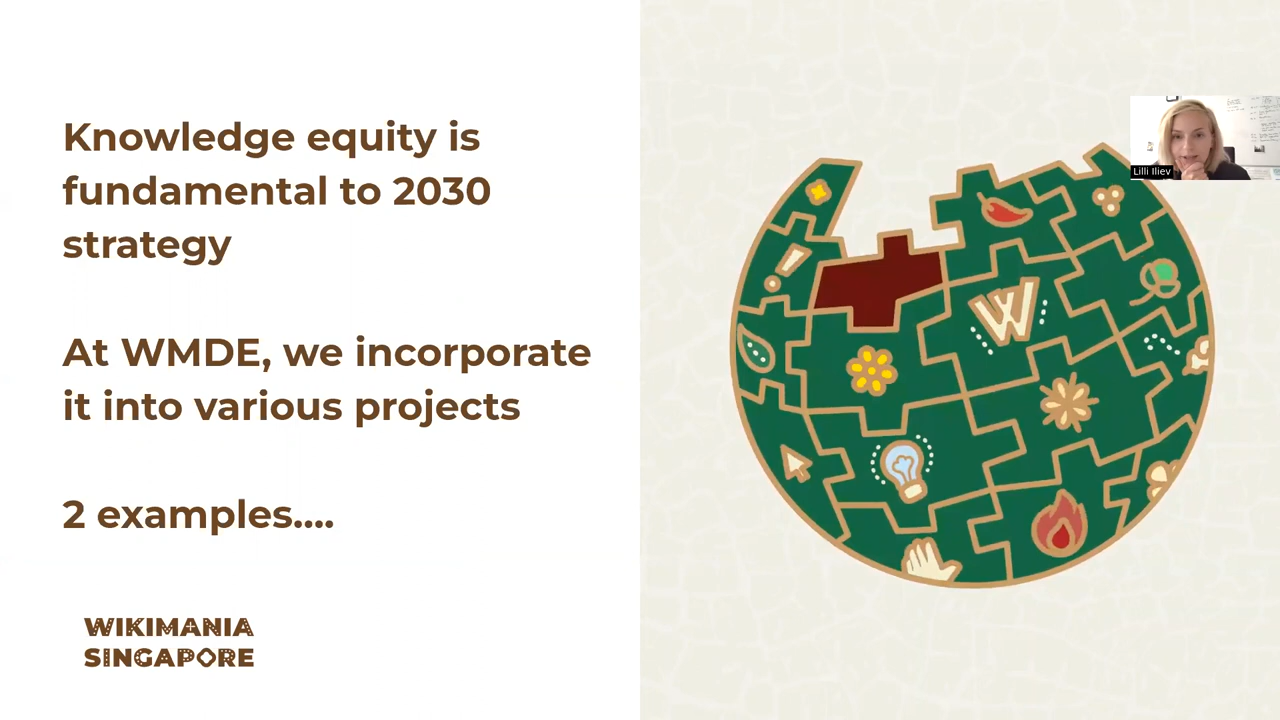 Knowledge equity is
fundamental to 2030
strategy
At WMDE, we incorporate
it into various projects
2 examples....
WIKIMANIA
SINGAPORE
W
Lilli Iliev